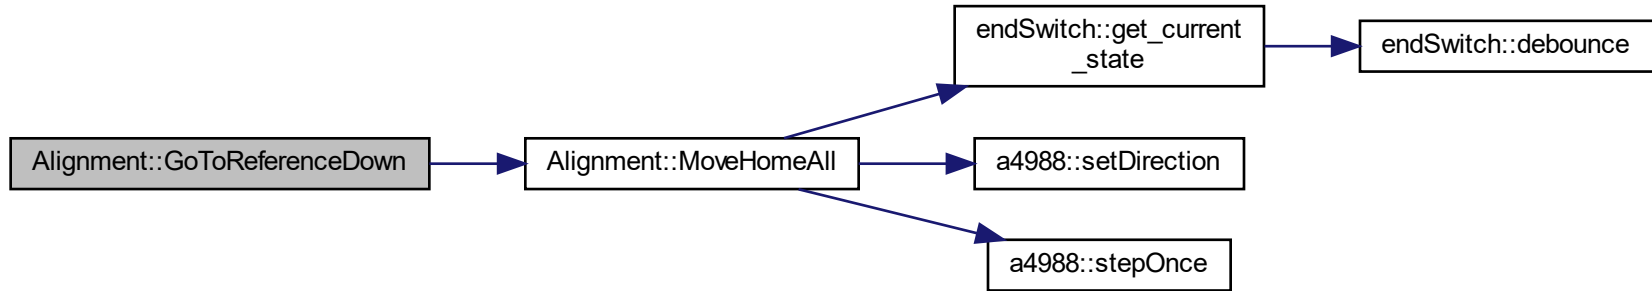 endSwitch::get_current
_state
endSwitch::debounce
Alignment::GoToReferenceDown
Alignment::MoveHomeAll
a4988::setDirection
a4988::stepOnce